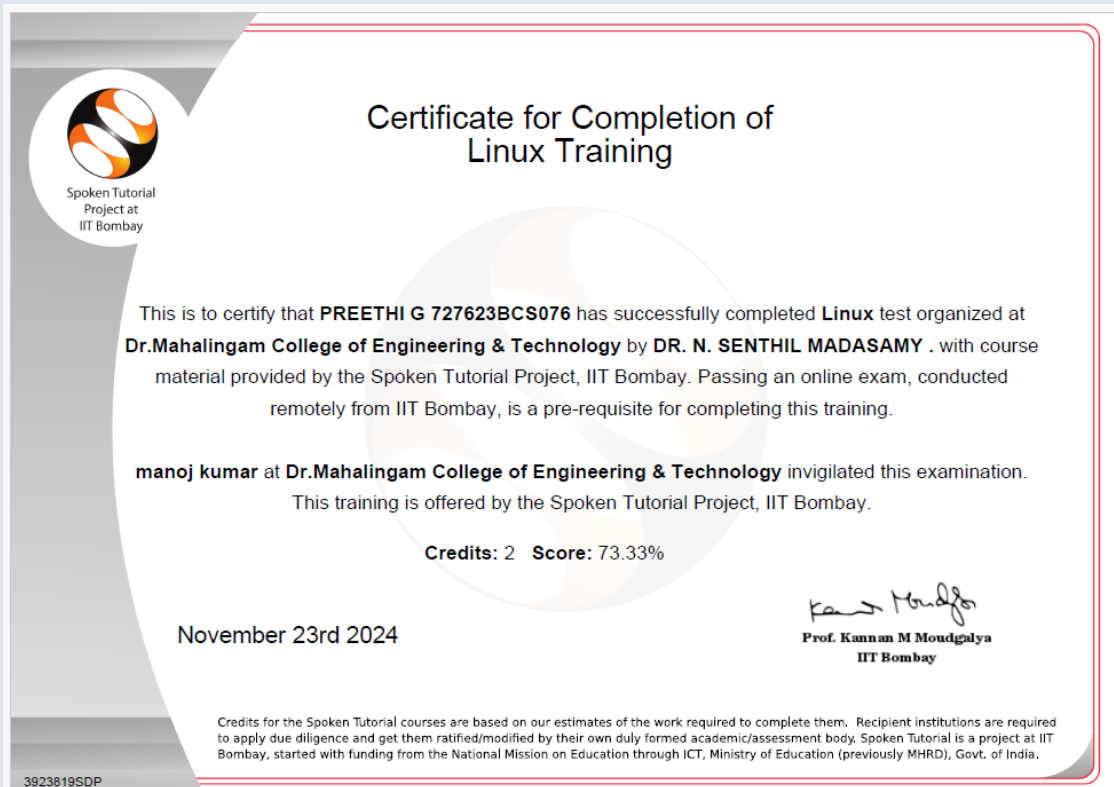 Spoken Tutorial
Project at
IIT Bombay
Certificate for Completion of
Linux Training
This is to certify that PREETHI G 727623BCS076 has successfully completed Linux test organized at
Dr.Mahalingam College of Engineering & Technology by DR. N. SENTHIL MADASAMY . with course
material provided by the Spoken Tutorial Project, IIT Bombay. Passing an online exam, conducted
remotely from IIT Bombay, is a pre-requisite for completing this training.
manoj kumar at Dr.Mahalingam College of Engineering & Technology invigilated this examination.
This training is offered by the Spoken Tutorial Project, IIT Bombay.
Credits: 2 Score: 73.33%
November 23rd 2024
Prof. Kannan M Moudgalya
IIT Bombay
Credits for the Spoken Tutorial courses are based on our estimates of the work required to complete them. Recipient institutions are required
to apply due diligence and get them ratified/modified by their own duly formed academic/assessment body. Spoken Tutorial is a project at IIT
Bombay, started with funding from the National Mission on Education through ICT, Ministry of Education (previously MHRD), Govt. of India.
3923819SDP